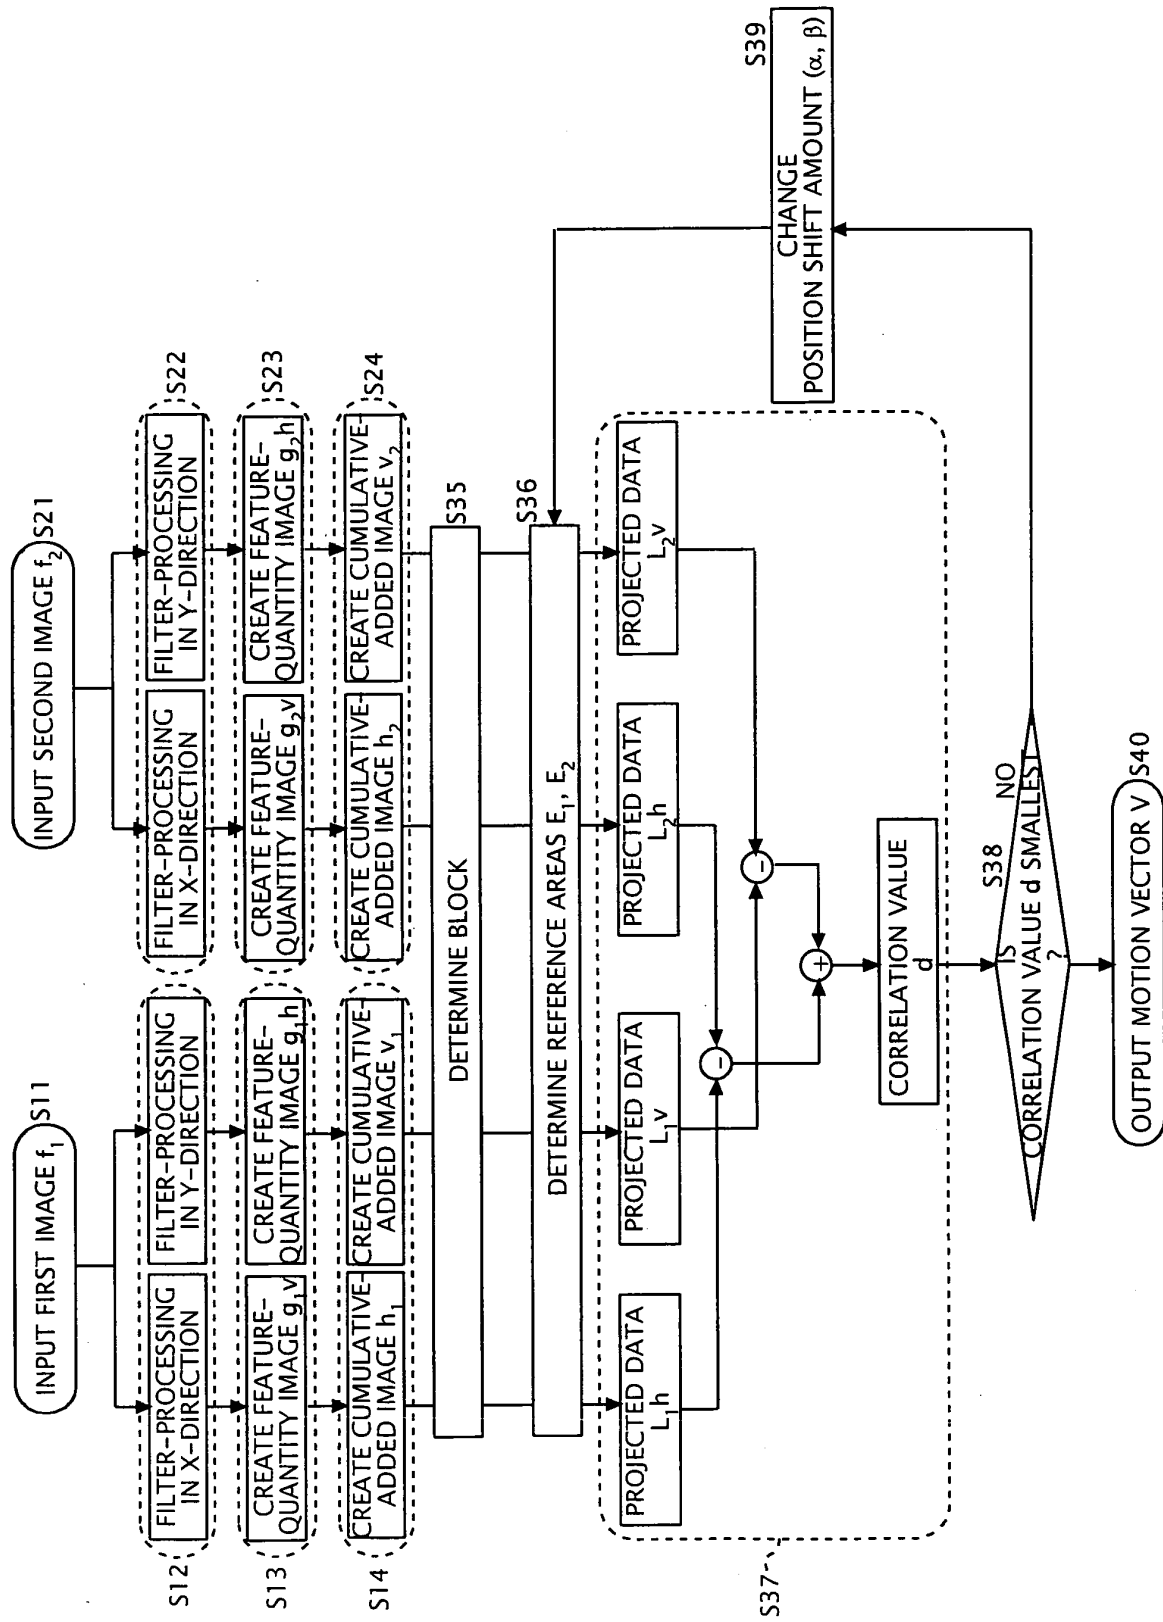 INPUT FIRST IMAGE f₁ S11
INPUT SECOND IMAGE f₂ S21
S12
FILTER-PROCESSING
IN X-DIRECTION
FILTER-PROCESSING
IN Y-DIRECTION
FILTER-PROCESSING
IN X-DIRECTION
FILTER-PROCESSING
IN Y-DIRECTION
S22
S13
CREATE FEATURE-
QUANTITY IMAGE g₁v
CREATE FEATURE-
QUANTITY IMAGE g₁h
CREATE FEATURE-
QUANTITY IMAGE g₂v
CREATE FEATURE-
QUANTITY IMAGE g₂h
S23
S14
CREATE CUMULATIVE-
ADDED IMAGE h₁
CREATE CUMULATIVE-
ADDED IMAGE v₁
CREATE CUMULATIVE-
ADDED IMAGE h₂
CREATE CUMULATIVE-
ADDED IMAGE v₂
S24
DETERMINE BLOCK
S35
DETERMINE REFERENCE AREAS E₁, E₂
S36
PROJECTED DATA
L₁h
PROJECTED DATA
L₁v
PROJECTED DATA
L₂h
PROJECTED DATA
L₂v
S37
-
-
+
CORRELATION VALUE
d
S38
IS
CORRELATION VALUE d SMALLEST
?
NO
S39
CHANGE
POSITION SHIFT AMOUNT (α, β)
OUTPUT MOTION VECTOR V S40